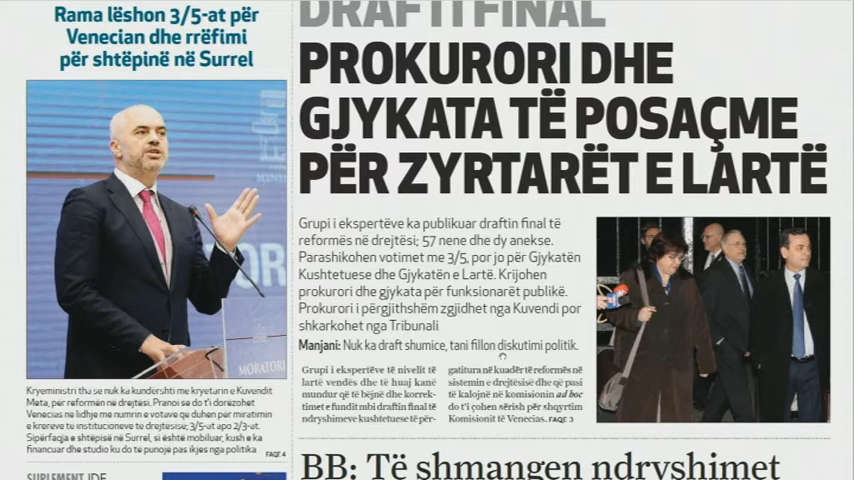 Rama lëshon 3/5-at për
Venecian dhe rrëfimi
për shtëpinë në Surrel
Kryeministri tha se nuk ka kundërshti me kryetarin e Kuvendit
Meta, për reformën në drejtësi. Pranoi se do t'i dorëzohet
Venecias në lidhje me numrin e votave që duhen për miratimin
e krerëve të institucioneve të drejtësisë; 3/5-at apo 2/3-at.
Sipërfaqja e shtëpisë në Surrel, si është mobiluar, kush e ka
financuar dhe studio ku do të punojë pas ikjes nga politika
FAQE 4
SUPLEMENT IDE
DRAFTI FINAL
PROKURORI DHE
GJYKATA TË POSAÇME
PËR ZYRTARËT E LARTË
Grupi i ekspertëve ka publikuar draftin final të
reformës në drejtësi; 57 nene dhe dy anekse.
Parashikohen votimet me 3/5, por jo për Gjykatën
Kushtetuese dhe Gjykatën e Lartë. Krijohen
prokurori dhe gjykata për funksionarët publikë.
Prokurori i përgjithshëm zgjidhet nga Kuvendi por
shkarkohet nga Tribunali
Manjani: Nuk ka draft shumice, tani fillon diskutimi politik.
Grupi i ekspertëve të nivelit të
lartë vendës dhe të huaj kanë
mundur që të bëjnë dhe korrek-
timet e fundit mbi draftin final të
ndryshimeve kushtetuese të për-
gatitura në kuadër të reformës në
sistemin e drejtësisë dhe që pasi
të kalojnë në komisionin ad hoc
do t'i çohen sërish për shqyrtim
Komisionit të Venecias. FAQE 3
BB: Të shmangen ndryshimet